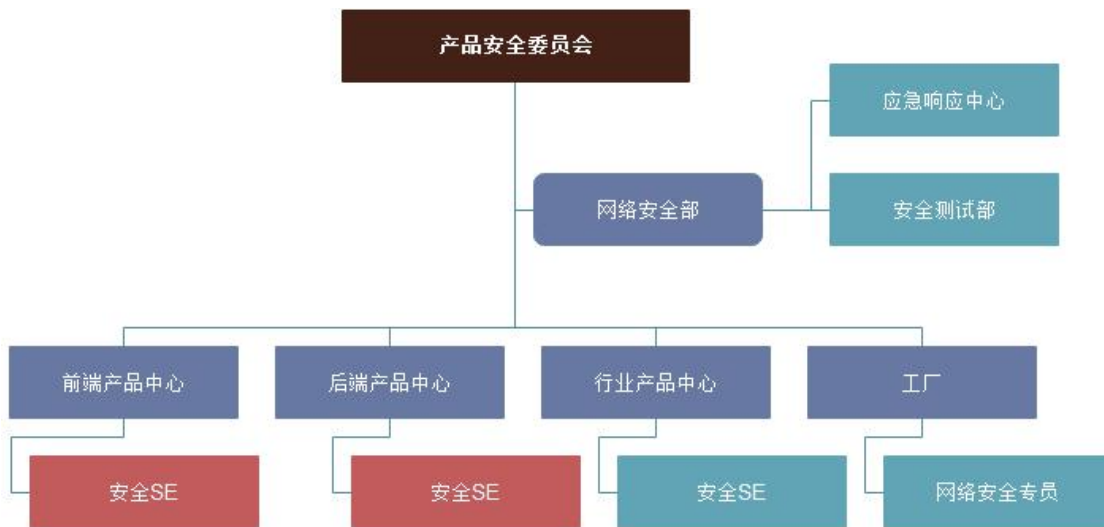 产品安全委员会
应急响应中心
网络安全部
安全测试部
前端产品中心
后端产品中心
行业产品中心
工厂
安全SE
安全SE
安全SE
网络安全专员